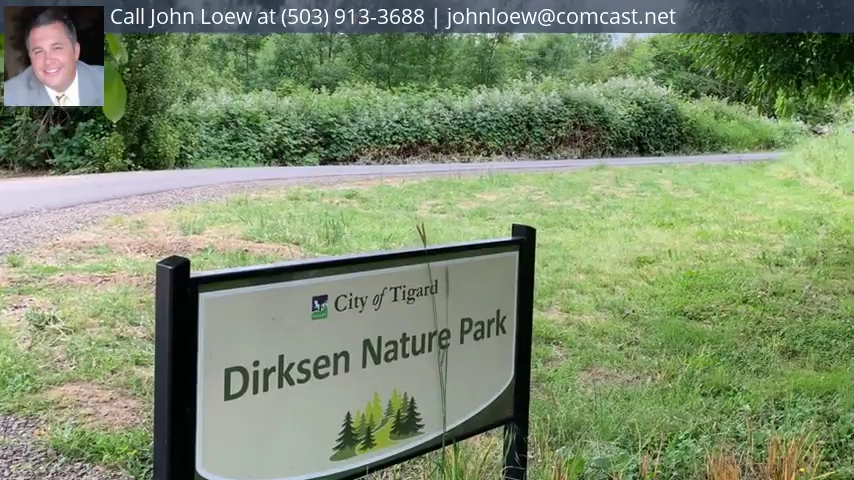 Call John Loew at (503) 913-3688 | johnloew@comcast.net
City of Tigard
Dirksen Nature Park